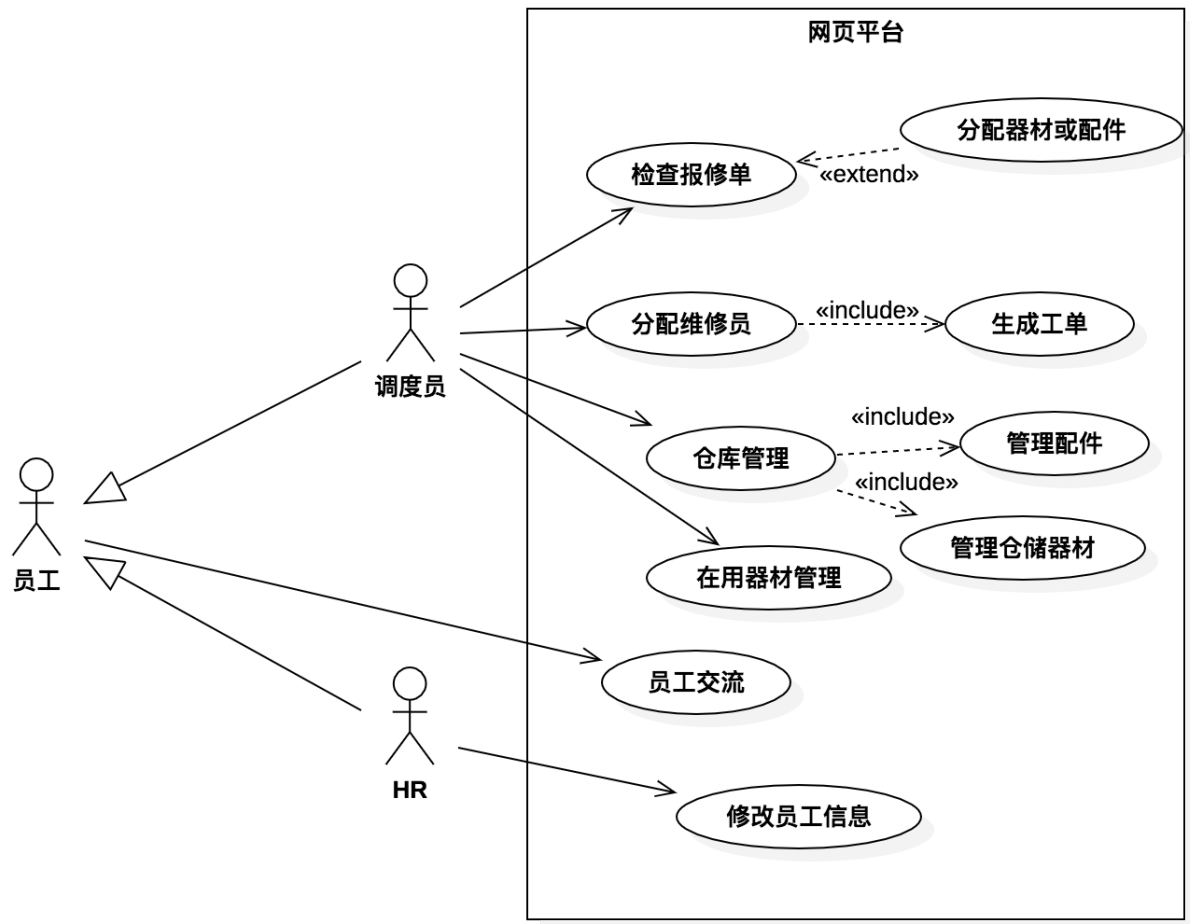 网页平台
分配器材或配件
检查报修单
«extend»
分配维修员
«include»
生成工单
调度员
«include»
管理配件
仓库管理
«include»
管理仓储器材
在用器材管理
员工
员工交流
HR
修改员工信息